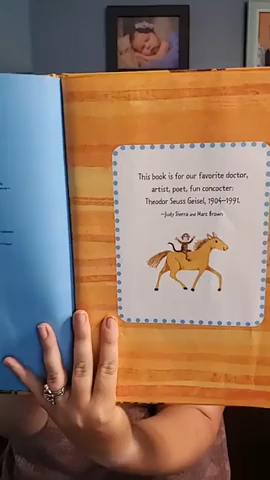 This book is for our favorite doctor,
artist, poet, fun concocter:
Theodor Seuss Geisel, 1904–1991.
—Judy Sierra and Marc Brown